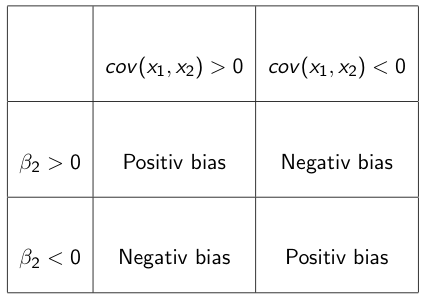 cov(x₁, x₂) > 0 cov(x₁, x₂) < 0
β₂ > 0 Positiv bias Negativ bias
β₂ < 0 Negativ bias Positiv bias